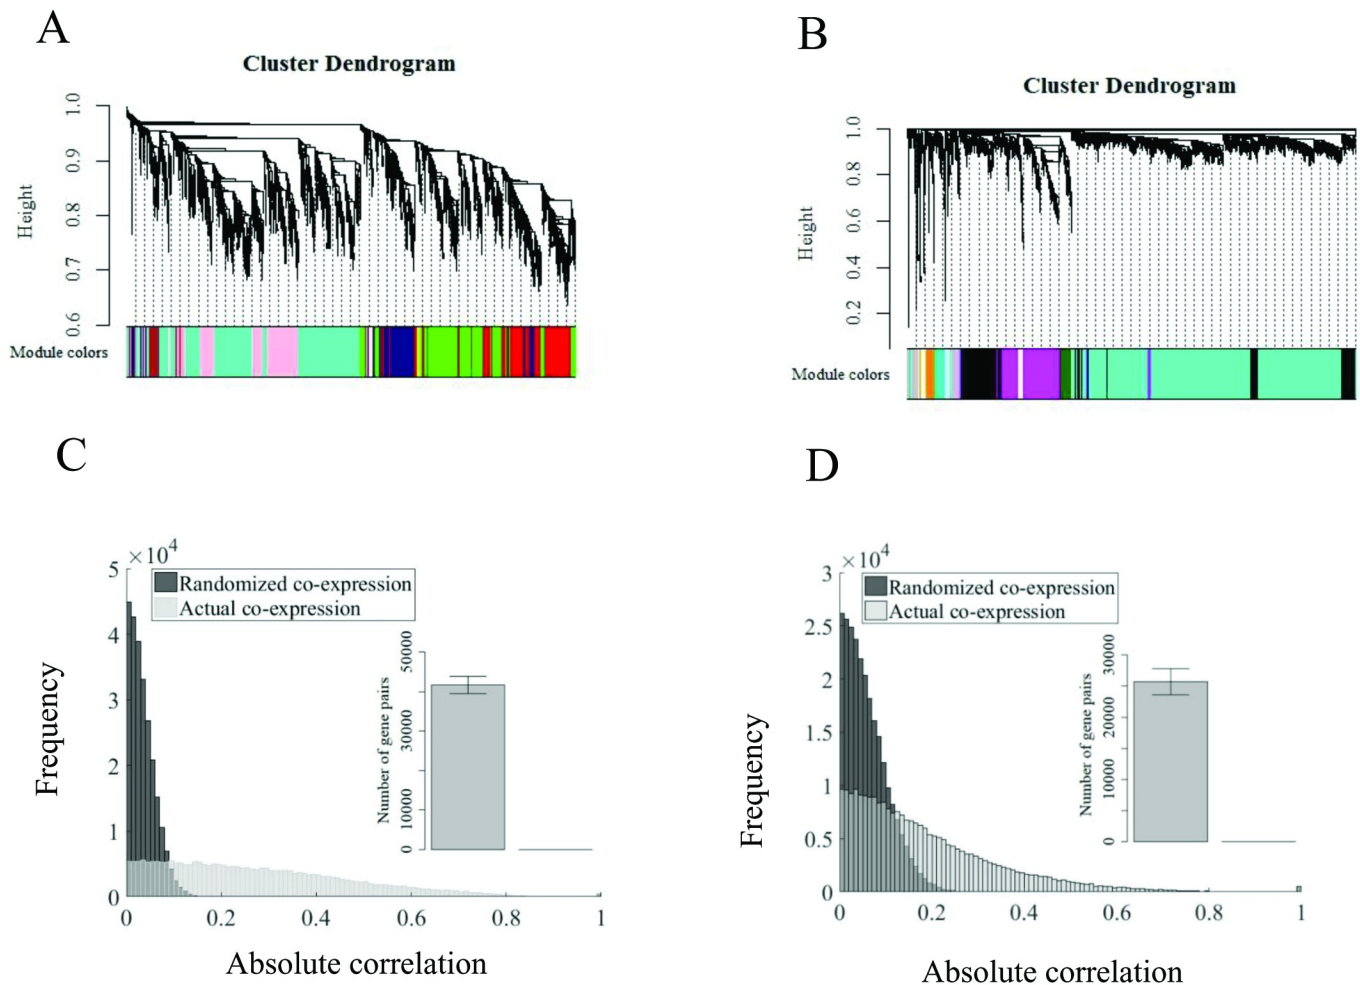 A
Cluster Dendrogram
Height
1.0
0.9
0.8
0.7
0.6
Module colors
B
Cluster Dendrogram
Height
1.0
0.8
0.6
0.4
0.2
Module colors
C
×10⁴
5
4
3
2
1
0
Frequency
Randomized co-expression
Actual co-expression
Number of gene pairs
50000
30000
10000
0
0 0.2 0.4 0.6 0.8 1
Absolute correlation
D
×10⁴
3
2.5
2
1.5
1
0.5
0
Frequency
Randomized co-expression
Actual co-expression
Number of gene pairs
30000
20000
10000
0
0 0.2 0.4 0.6 0.8 1
Absolute correlation